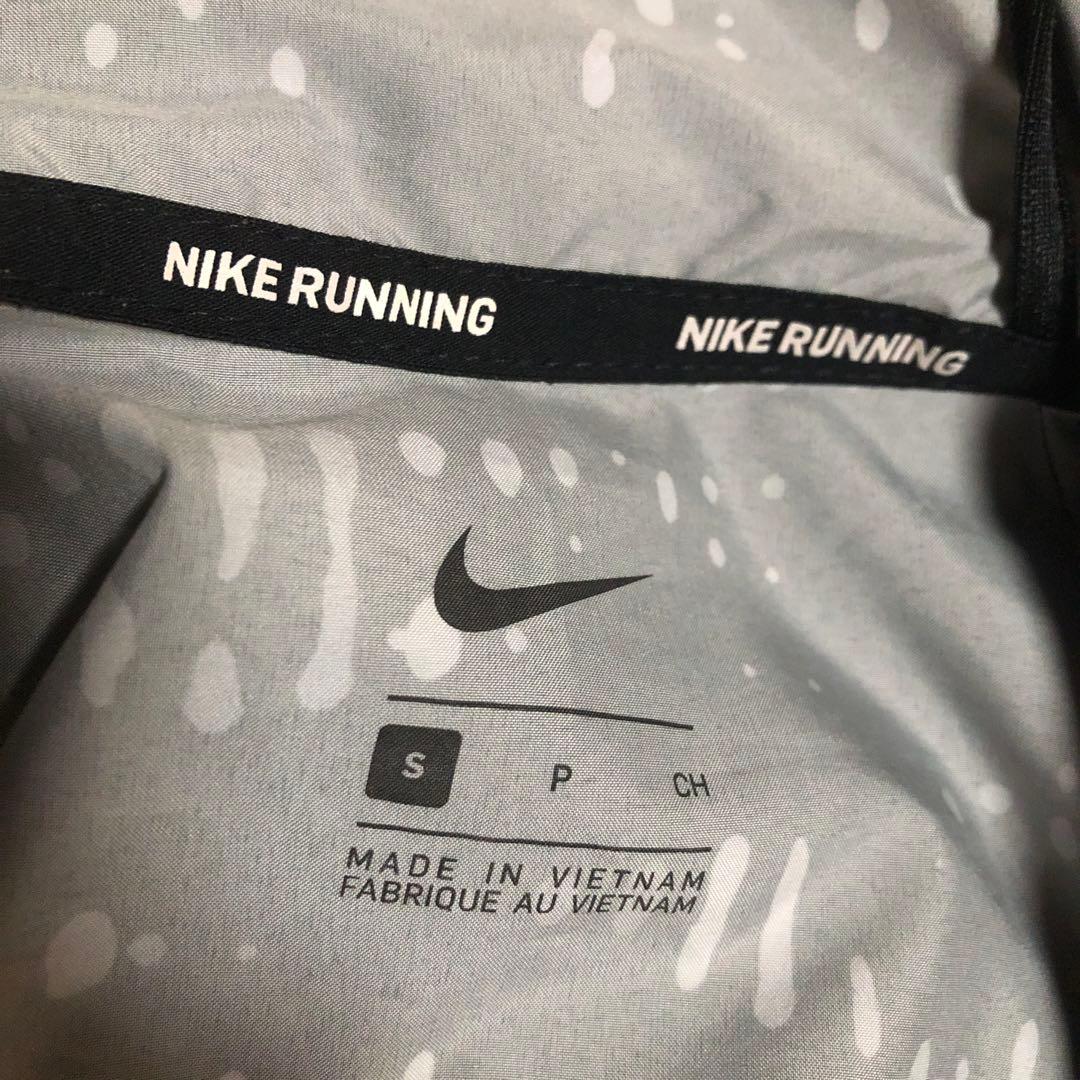 NIKE RUNNING
NIKE RUNNING
S P CH
MADE IN VIETNAM
FABRIQUE AU VIETNAM